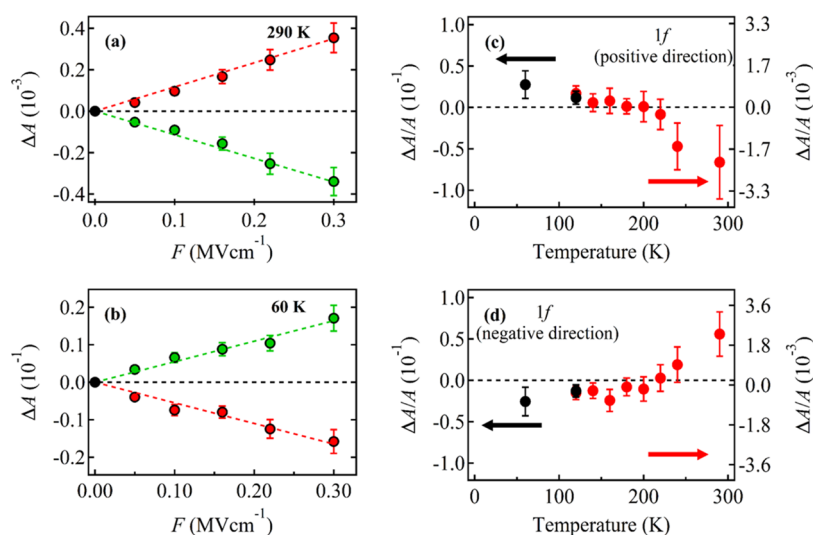 (a)
290 K
0.4
0.2
0.0
-0.2
-0.4
ΔA (10⁻³)
0.0 0.1 0.2 0.3
F (MVcm⁻¹)
(c)
1f
(positive direction)
1.0
0.5
0.0
-0.5
-1.0
ΔA/A (10⁻¹)
3.3
1.7
0.0
-1.7
-3.3
ΔA/A (10⁻³)
0 100 200 300
Temperature (K)
(b)
60 K
0.2
0.1
0.0
-0.1
-0.2
ΔA (10⁻³)
0.00 0.10 0.20 0.30
F (MVcm⁻¹)
(d)
1f
(negative direction)
1.0
0.5
0.0
-0.5
-1.0
ΔA/A (10⁻¹)
3.6
1.8
0.0
-1.8
-3.6
ΔA/A (10⁻³)
0 100 200 300
Temperature (K)